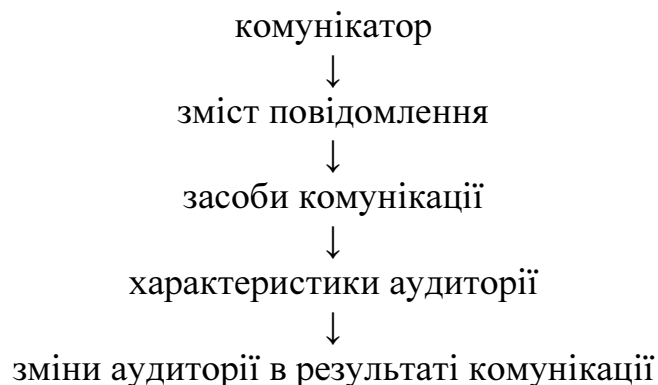 комунікатор
↓
зміст повідомлення
↓
засоби комунікації
↓
характеристики аудиторії
↓
зміни аудиторії в результаті комунікації